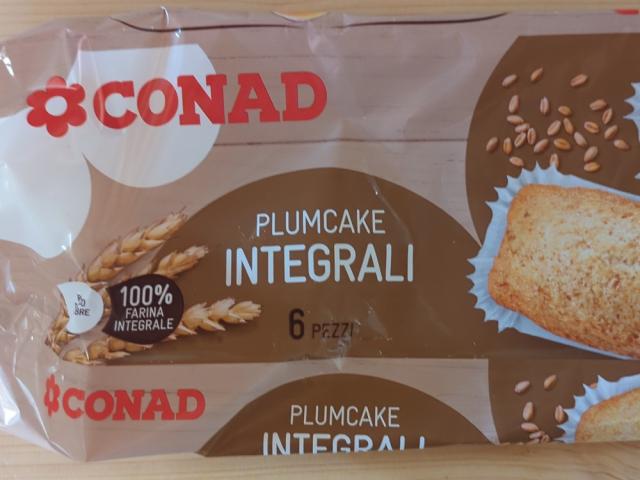 CONAD
PLUMCAKE
INTEGRALI
100%
FARINA
INTEGRALE
6 PEZZI
CONAD
PLUMCAKE
INTEGRALI